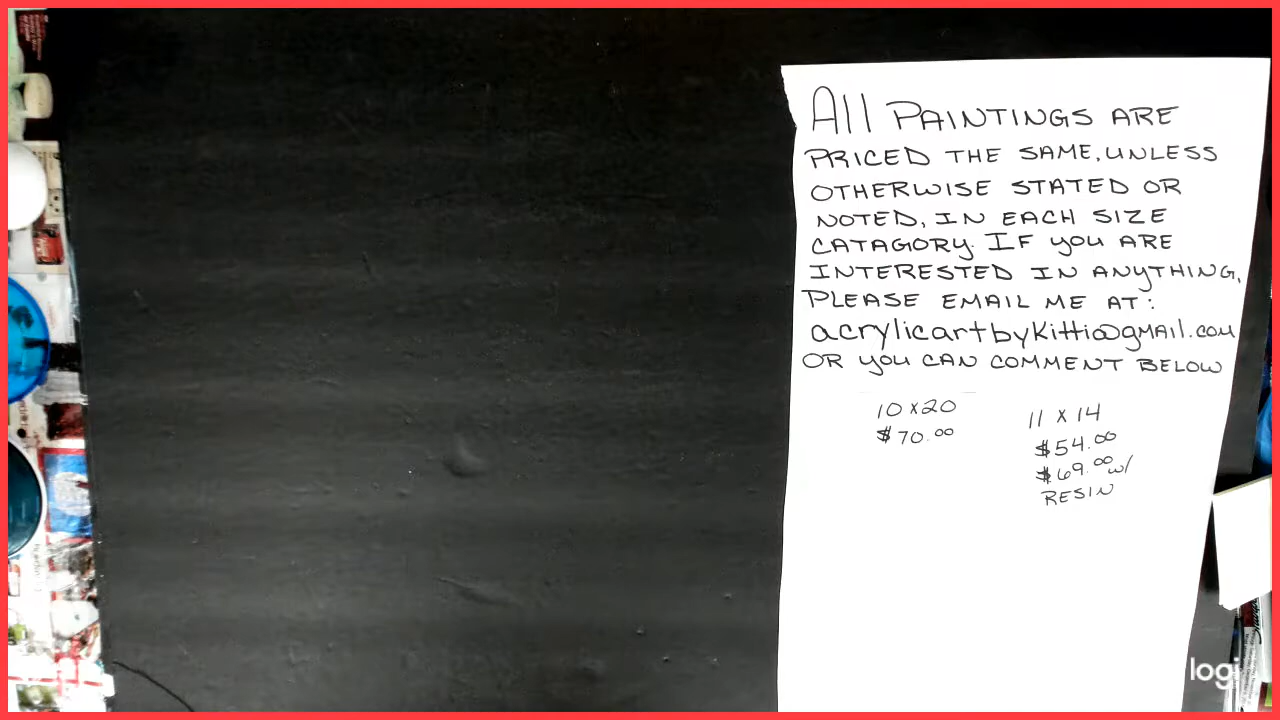 All PAINTINGS ARE
PRICED THE SAME, UNLESS
OTHERWISE STATED OR
NOTED, IN EACH SIZE
CATAGORY. IF YOU ARE
INTERESTED IN ANYTHING,
PLEASE EMAIL ME AT:
acrylicartbykitti@gmail.com
OR YOU CAN COMMENT BELOW
10 x 20
$70.00
11 x 14
$54.00
$69.00 w/
RESIN
logi